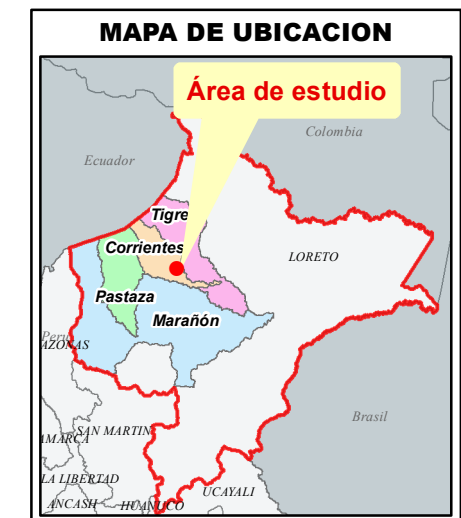 MAPA DE UBICACION
Área de estudio
Colombia
Ecuador
Tigre
Corrientes
LORETO
Pastaza
Marañón
Perú
AZONAS
Brasil
SAN MARTIN
AMARCA
LA LIBERTAD
UCAYALI
ANCASH
HUANUCO